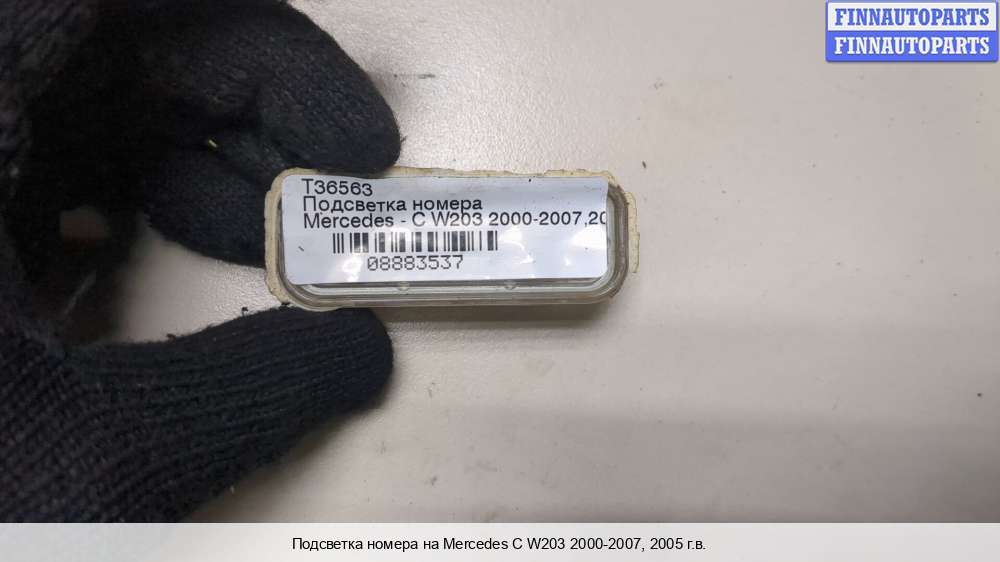 FINNAUTOPARTS
FINNAUTOPARTS
T36563
Подсветка номера
Mercedes - C W203 2000-2007,20
08883537
Подсветка номера на Mercedes C W203 2000-2007, 2005 г.в.